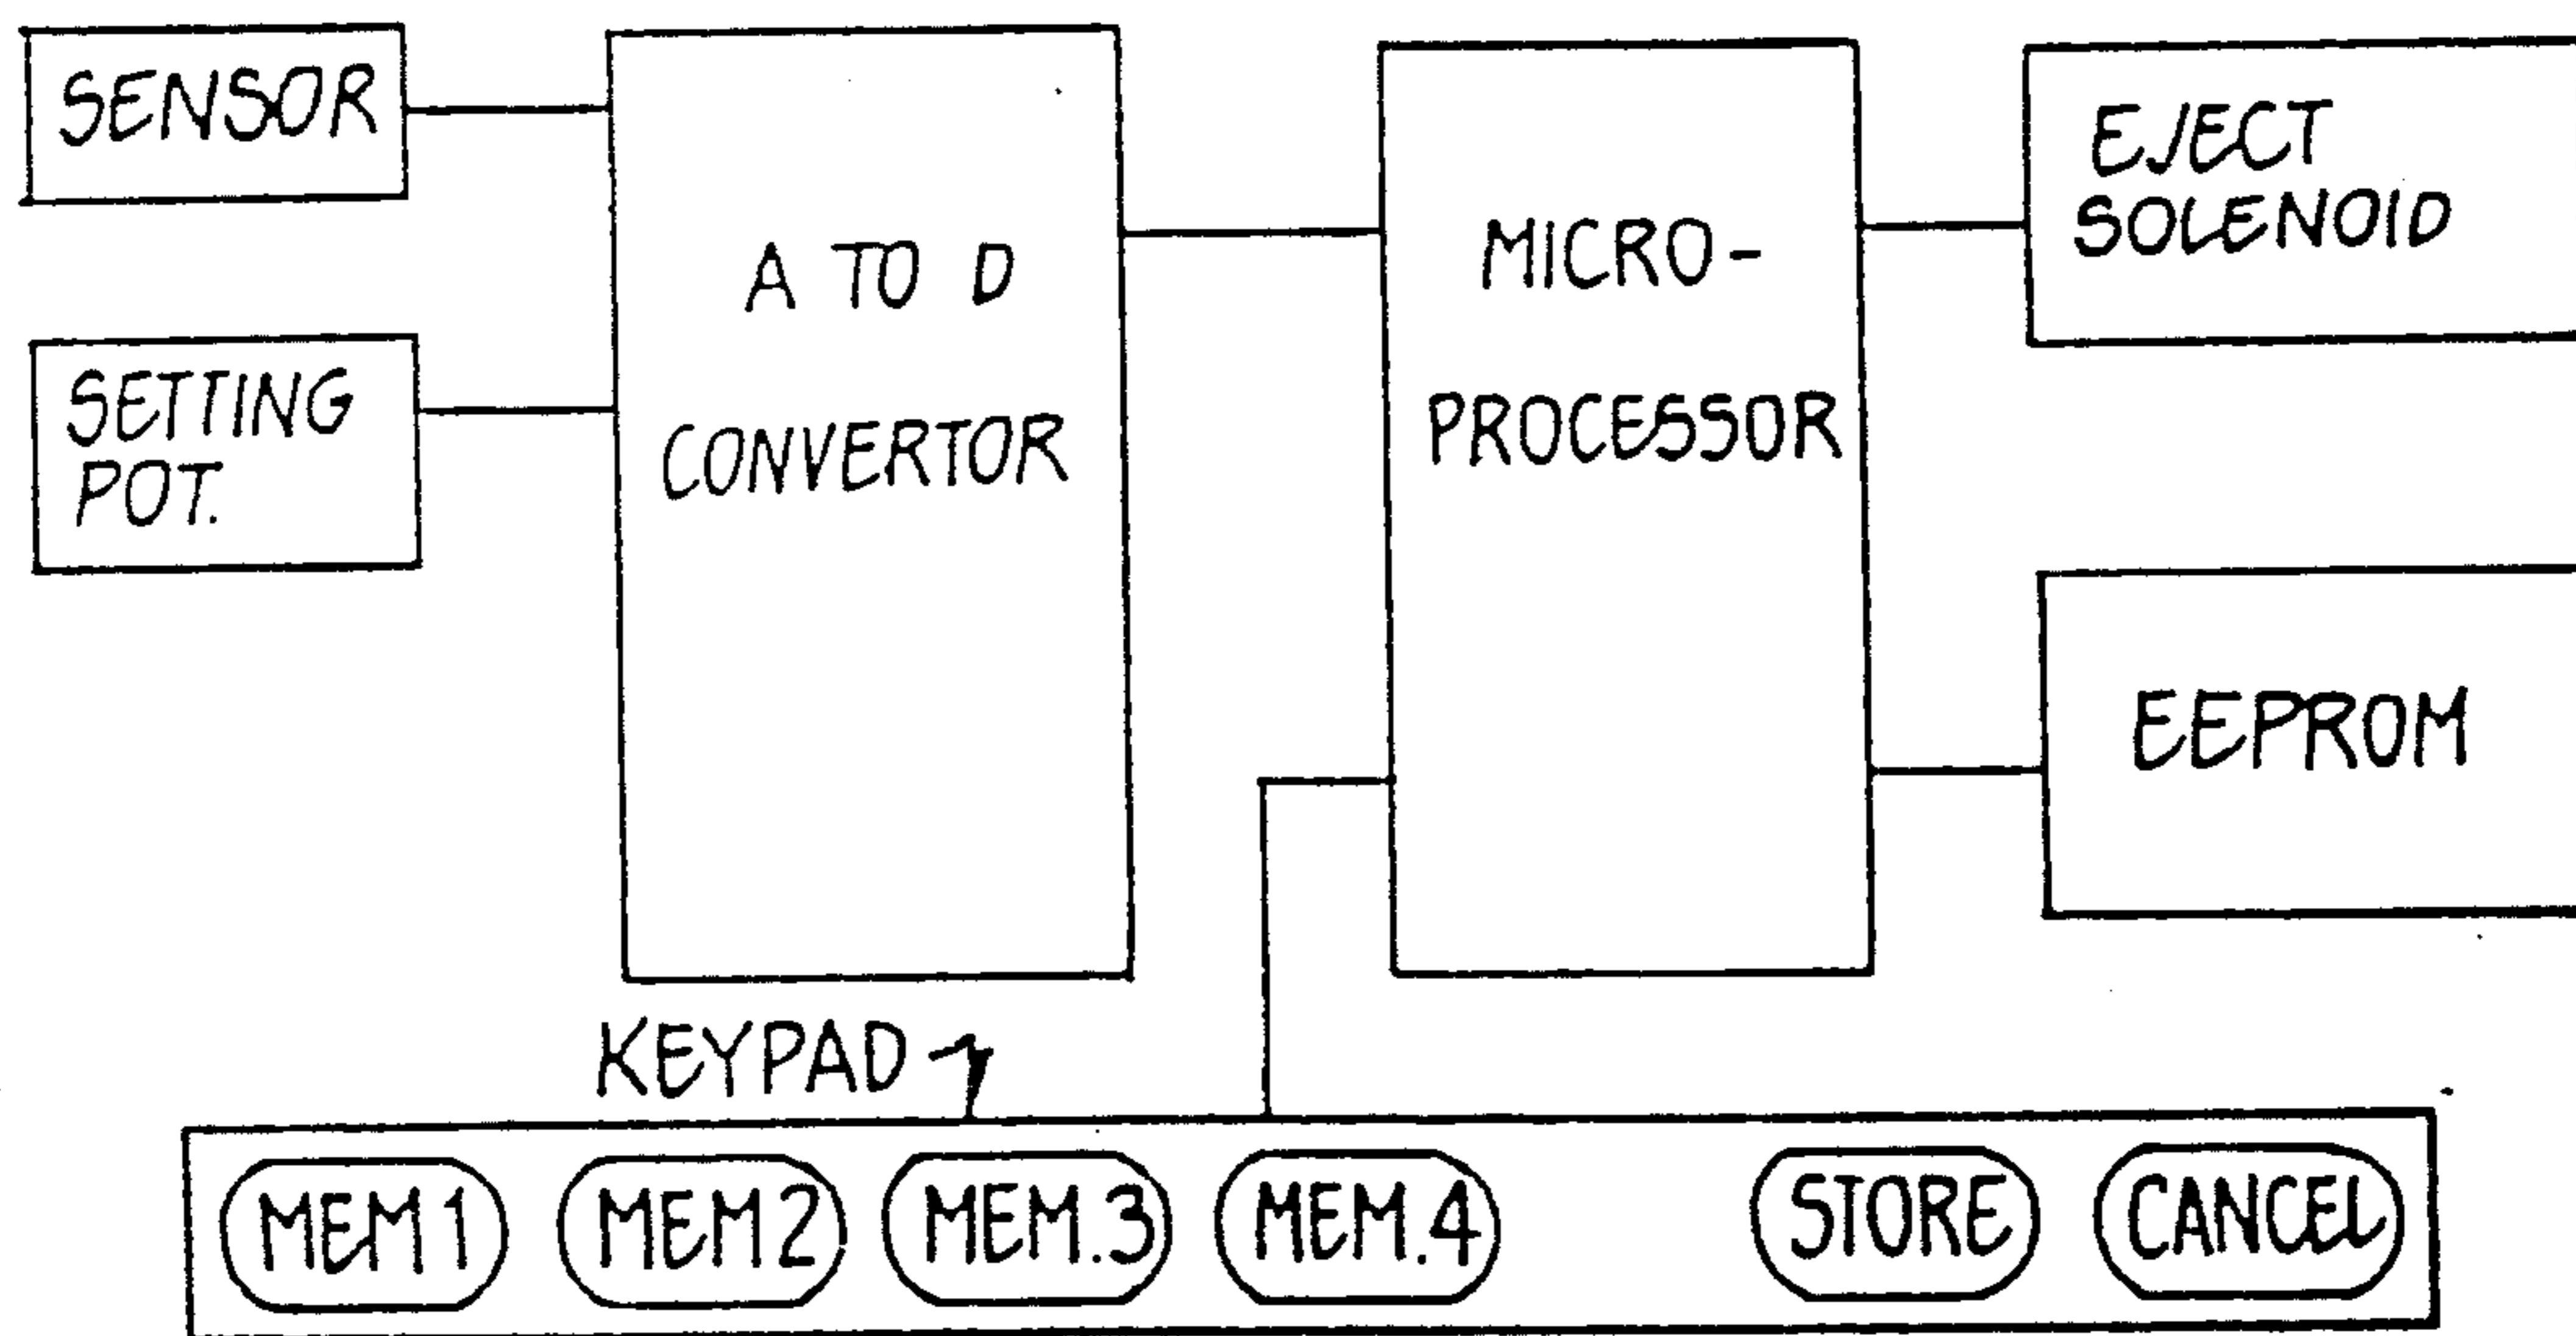 SENSOR
SETTING
POT.
A TO D
CONVERTOR
MICRO-
PROCESSOR
EJECT
SOLENOID
EEPROM
KEYPAD
MEM 1
MEM 2
MEM.3
MEM.4
STORE
CANCEL